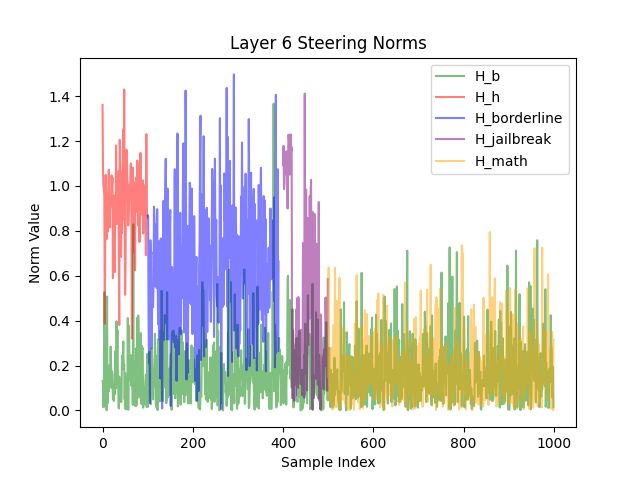 Layer 6 Steering Norms
H_b
H_h
H_borderline
H_jailbreak
H_math
Norm Value
1.4
1.2
1.0
0.8
0.6
0.4
0.2
0.0
0
200
400
600
800
1000
Sample Index